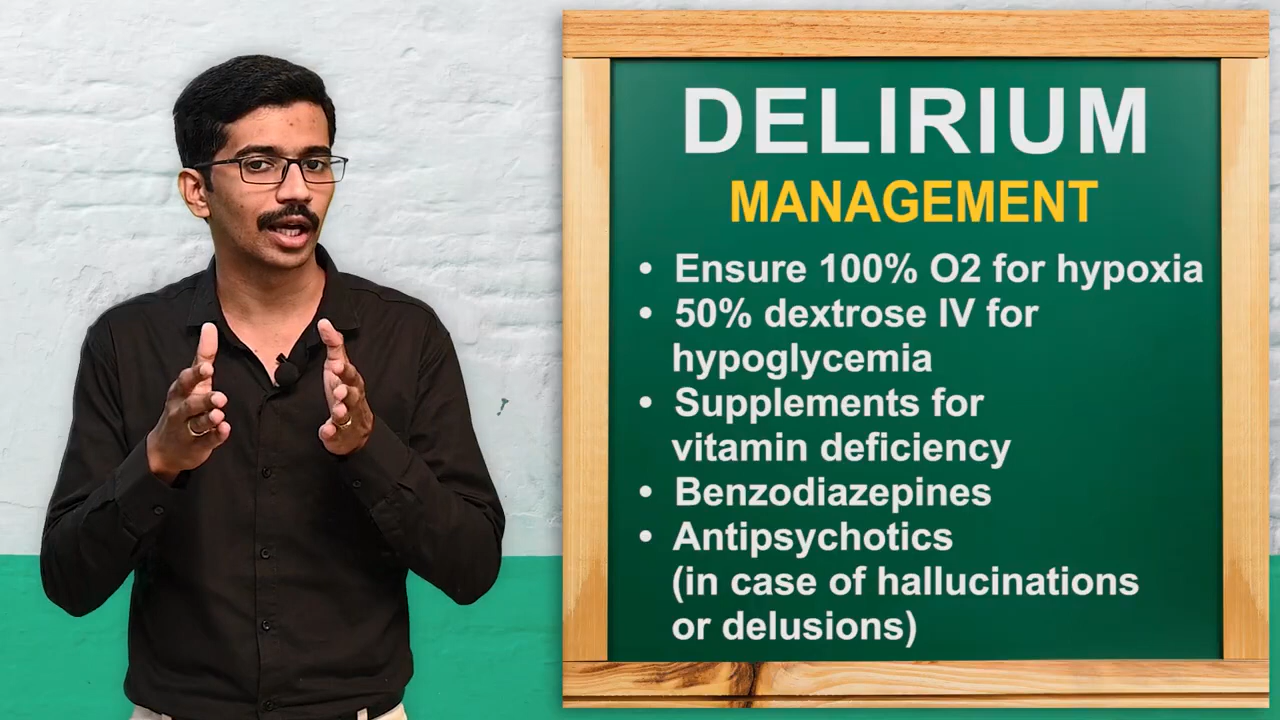 DELIRIUM
MANAGEMENT
• Ensure 100% O2 for hypoxia
• 50% dextrose IV for
hypoglycemia
• Supplements for
vitamin deficiency
• Benzodiazepines
• Antipsychotics
(in case of hallucinations
or delusions)